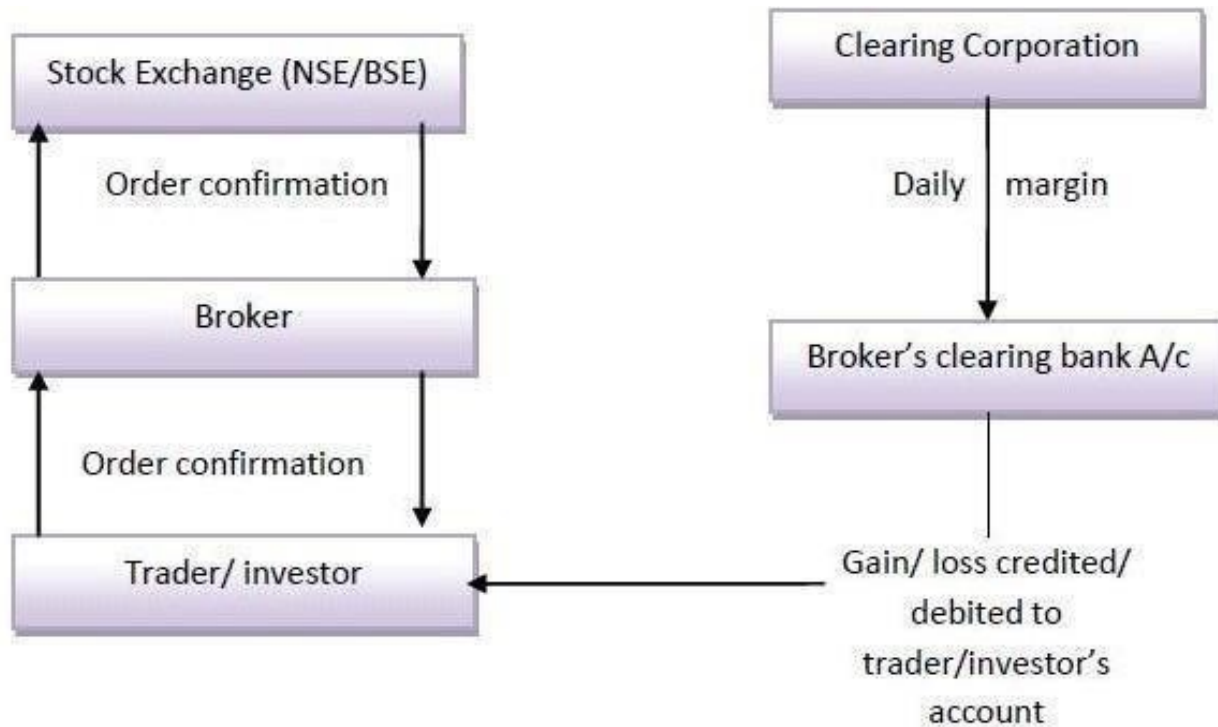 Stock Exchange (NSE/BSE)
Order confirmation
Broker
Order confirmation
Trader/ investor
Clearing Corporation
Daily margin
Broker’s clearing bank A/c
Gain/ loss credited/
debited to
trader/investor’s
account